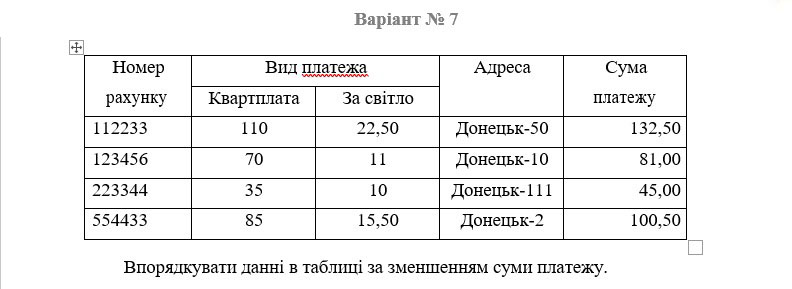 Варіант № 7
Номер рахунку Вид платежа Адреса Сума платежу
Квартплата За світло
112233 110 22,50 Донецьк-50 132,50
123456 70 11 Донецьк-10 81,00
223344 35 10 Донецьк-111 45,00
554433 85 15,50 Донецьк-2 100,50
Впорядкувати данні в таблиці за зменшенням суми платежу.